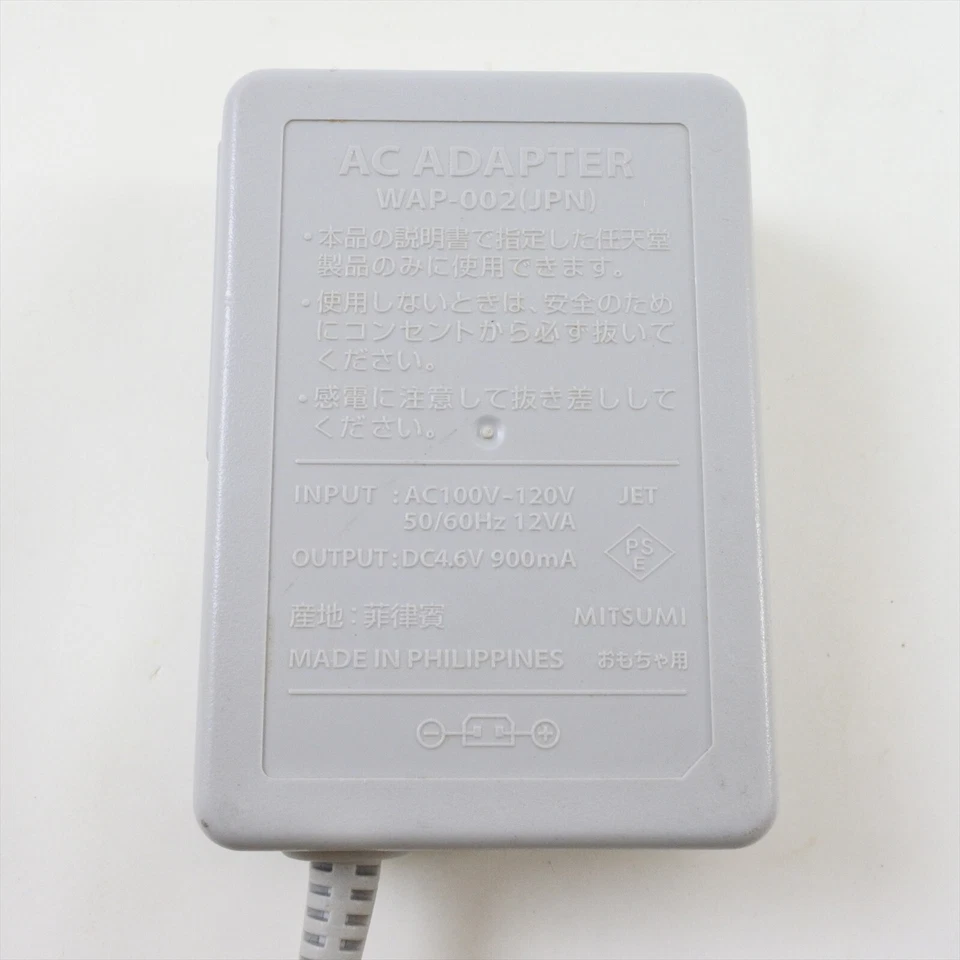 AC ADAPTER
WAP-002(JPN)
・本品の説明書で指定した任天堂
製品のみに使用できます。
・使用しないときは、安全のため
にコンセントから必ず抜いて
ください。
・感電に注意して抜き差しして
ください。
INPUT : AC100V-120V JET
50/60Hz 12VA
OUTPUT : DC4.6V 900mA
PS
E
産地 : 菲律賓 MITSUMI
MADE IN PHILIPPINES おもちゃ用